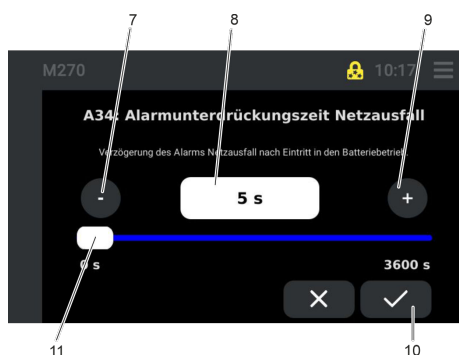 7 8 9
M270 10:17
A34: Alarmunterdrückungszeit Netzausfall
Verzögerung des Alarms Netzausfall nach Eintritt in den Batteriebetrieb.
- 5 s +
0 s 3600 s
11 10